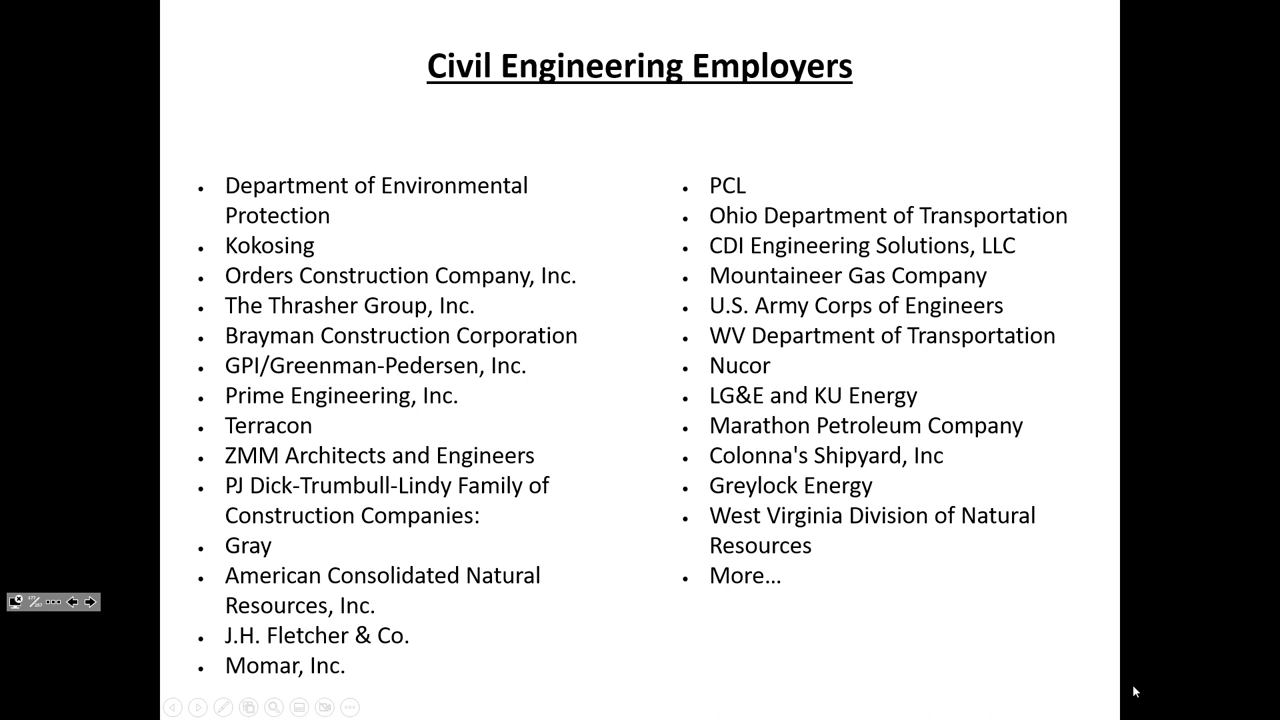 Civil Engineering Employers
• Department of Environmental
Protection
• Kokosing
• Orders Construction Company, Inc.
• The Thrasher Group, Inc.
• Brayman Construction Corporation
• GPI/Greenman-Pedersen, Inc.
• Prime Engineering, Inc.
• Terracon
• ZMM Architects and Engineers
• PJ Dick-Trumbull-Lindy Family of
Construction Companies:
• Gray
• American Consolidated Natural
Resources, Inc.
• J.H. Fletcher & Co.
• Momar, Inc.
• PCL
• Ohio Department of Transportation
• CDI Engineering Solutions, LLC
• Mountaineer Gas Company
• U.S. Army Corps of Engineers
• WV Department of Transportation
• Nucor
• LG&E and KU Energy
• Marathon Petroleum Company
• Colonna's Shipyard, Inc
• Greylock Energy
• West Virginia Division of Natural
Resources
• More...